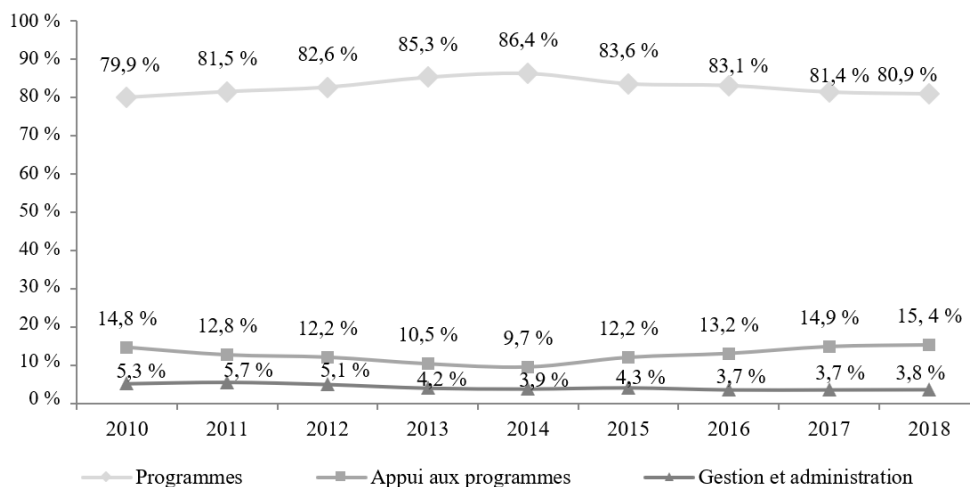 100 %
90 %
80 %
70 %
60 %
50 %
40 %
30 %
20 %
10 %
0 %
79,9 % 81,5 % 82,6 % 85,3 % 86,4 % 83,6 % 83,1 % 81,4 % 80,9 %
14,8 % 12,8 % 12,2 % 10,5 % 9,7 % 12,2 % 13,2 % 14,9 % 15, 4 %
5,3 % 5,7 % 5,1 % 4,2 % 3,9 % 4,3 % 3,7 % 3,7 % 3,8 %
2010 2011 2012 2013 2014 2015 2016 2017 2018
Programmes Appui aux programmes Gestion et administration